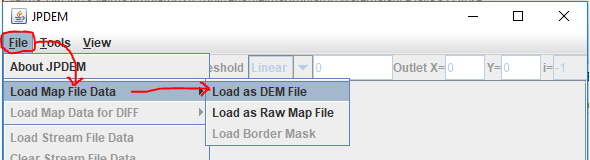 JPDEM
File Tools View
About JPDEM
eshold Linear 0 Outlet X= 0 Y= 0 i= -1
Load Map File Data Load as DEM File
Load Map Data for DIFF Load as Raw Map File
Load Border Mask
Load Stream File Data
Clear Stream File Data